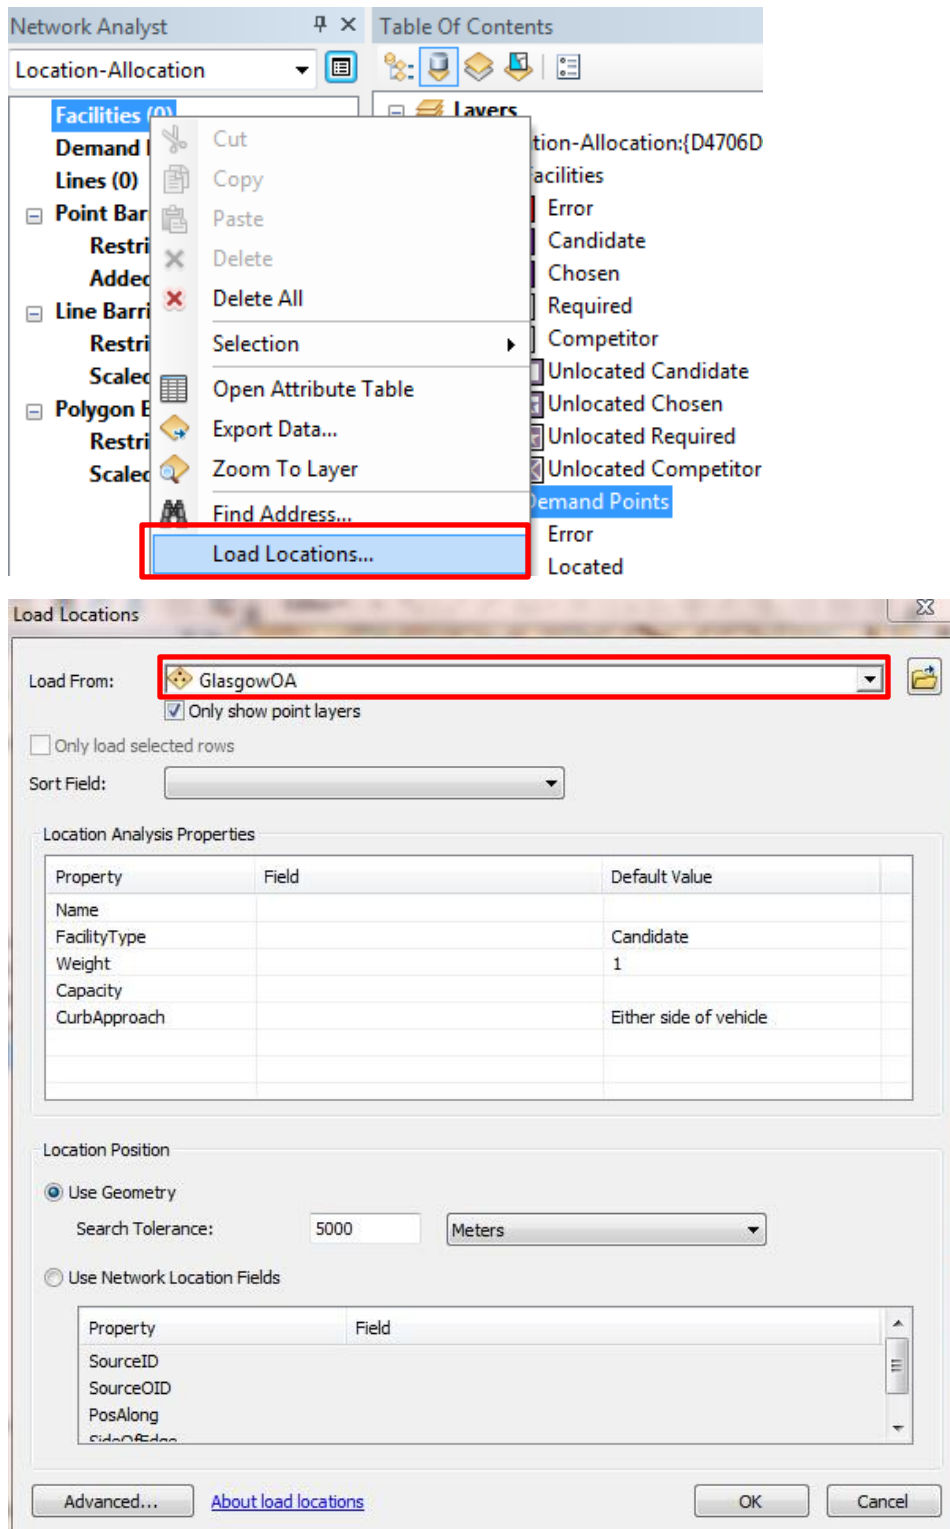 Network Analyst
Table Of Contents
Location-Allocation
Facilities (0)
Layers
Demand
tion-Allocation:{D4706D
Lines (0)
acilities
Point Bar
Error
Restri
Candidate
Added
Chosen
Line Barri
Required
Restri
Competitor
Scaled
Unlocated Candidate
Polygon B
Unlocated Chosen
Restri
Unlocated Required
Scaled
Unlocated Competitor
Demand Points
Error
Located
Cut
Copy
Paste
Delete
Delete All
Selection
Open Attribute Table
Export Data...
Zoom To Layer
Find Address...
Load Locations...
Load Locations
Load From: GlasgowOA
Only show point layers
Only load selected rows
Sort Field:
Location Analysis Properties
Property Field Default Value
Name
FacilityType Candidate
Weight 1
Capacity
CurbApproach Either side of vehicle
Location Position
Use Geometry
Search Tolerance: 5000 Meters
Use Network Location Fields
Property Field
SourceID
SourceOID
PosAlong
SideOfEdge
Advanced... About load locations OK Cancel